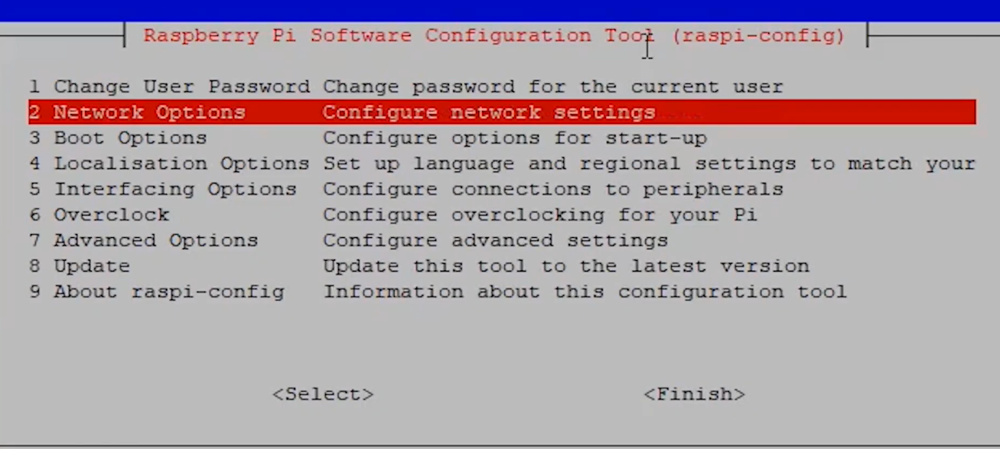 Raspberry Pi Software Configuration Tool (raspi-config)
1 Change User Password Change password for the current user
2 Network Options Configure network settings
3 Boot Options Configure options for start-up
4 Localisation Options Set up language and regional settings to match your
5 Interfacing Options Configure connections to peripherals
6 Overclock Configure overclocking for your Pi
7 Advanced Options Configure advanced settings
8 Update Update this tool to the latest version
9 About raspi-config Information about this configuration tool
<Select> <Finish>